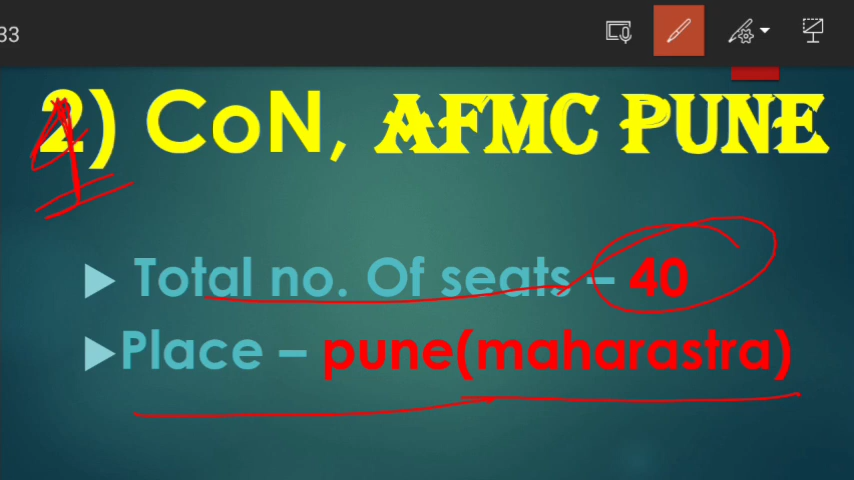 33
2) CoN, AFMC PUNE
Total no. Of seats – 40
Place – pune(maharastra)